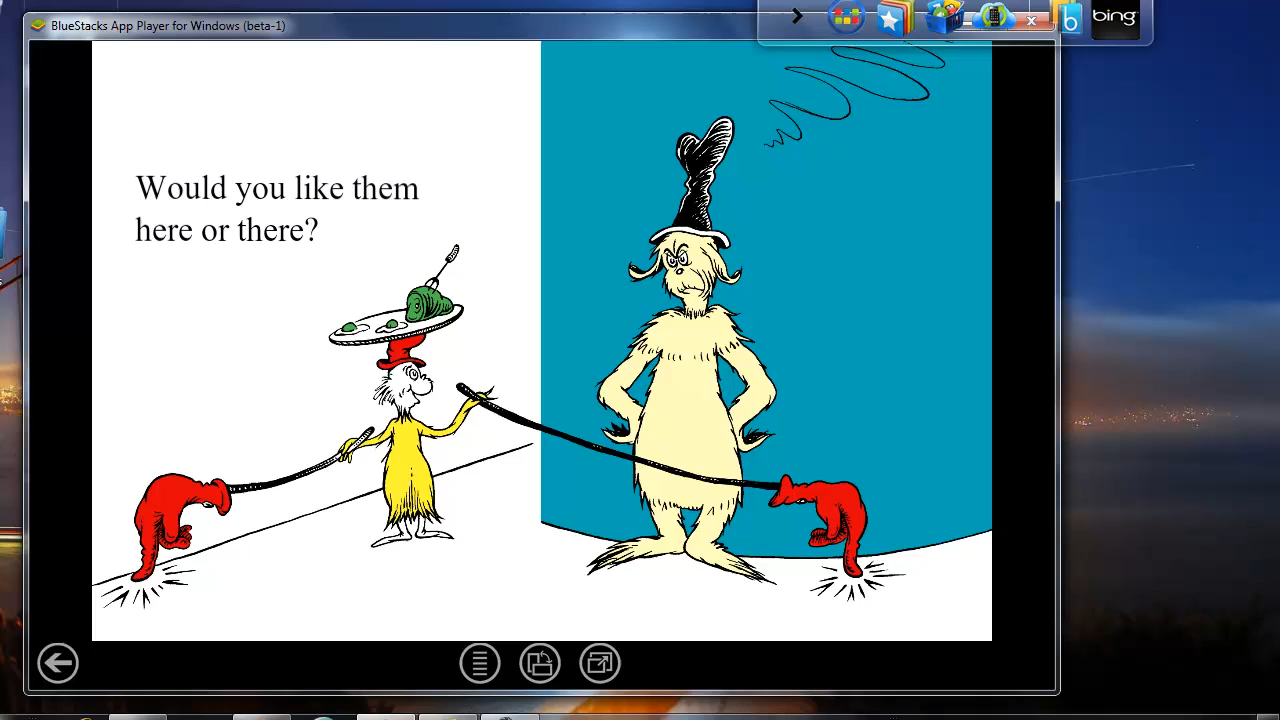 BlueStacks App Player for Windows (beta-1)
b
bing
Would you like them
here or there?